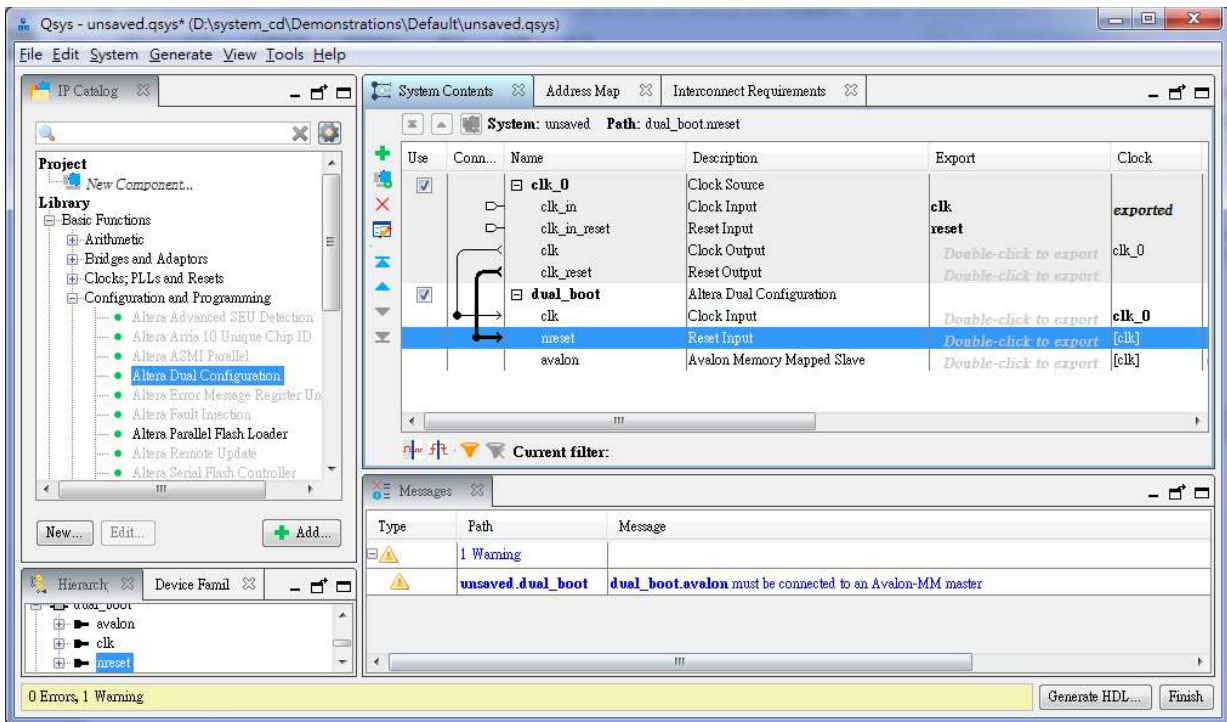 Qsys - unsaved.qsys* (D:\system_cd\Demonstrations\Default\unsaved.qsys)
File Edit System Generate View Tools Help
IP Catalog
Project
New Component...
Library
Basic Functions
Arithmetic
Bridges and Adaptors
Clocks; PLLs and Resets
Configuration and Programming
Altera Advanced SEU Detection
Altera Arria 10 Unique Chip ID
Altera ASMI Parallel
Altera Dual Configuration
Altera Error Message Register Un
Altera Fault Injection
Altera Parallel Flash Loader
Altera Remote Update
Altera Serial Flash Controller
New... Edit... Add...
Hierarch Device Famil
dual_boot
avalon
clk
nreset
System Contents Address Map Interconnect Requirements
System: unsaved Path: dual_boot.nreset
Use Conn... Name Description Export Clock
clk_0 Clock Source
clk_in Clock Input clk exported
clk_in_reset Reset Input reset
clk Clock Output Double-click to export clk_0
clk_reset Reset Output Double-click to export
dual_boot Altera Dual Configuration
clk Clock Input Double-click to export clk_0
nreset Reset Input Double-click to export [clk]
avalon Avalon Memory Mapped Slave Double-click to export [clk]
Current filter:
Messages
Type Path Message
1 Warning
unsaved.dual_boot dual_boot.avalon must be connected to an Avalon-MM master
0 Errors, 1 Warning Generate HDL... Finish